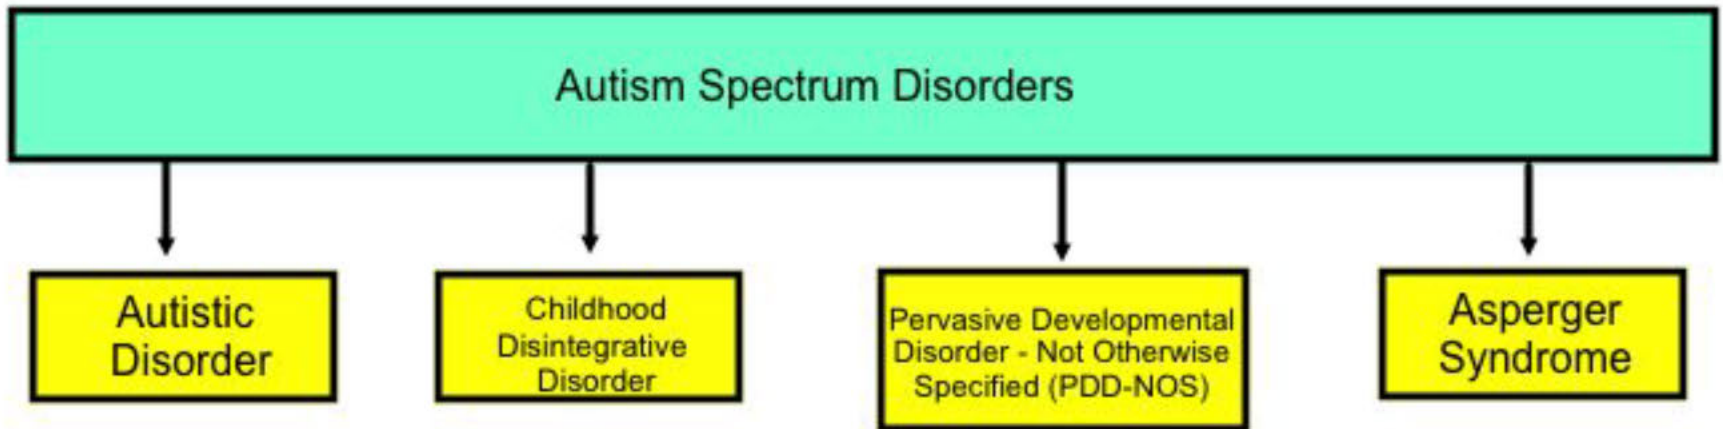 Autism Spectrum Disorders
Autistic
Disorder
Childhood
Disintegrative
Disorder
Pervasive Developmental
Disorder - Not Otherwise
Specified (PDD-NOS)
Asperger
Syndrome